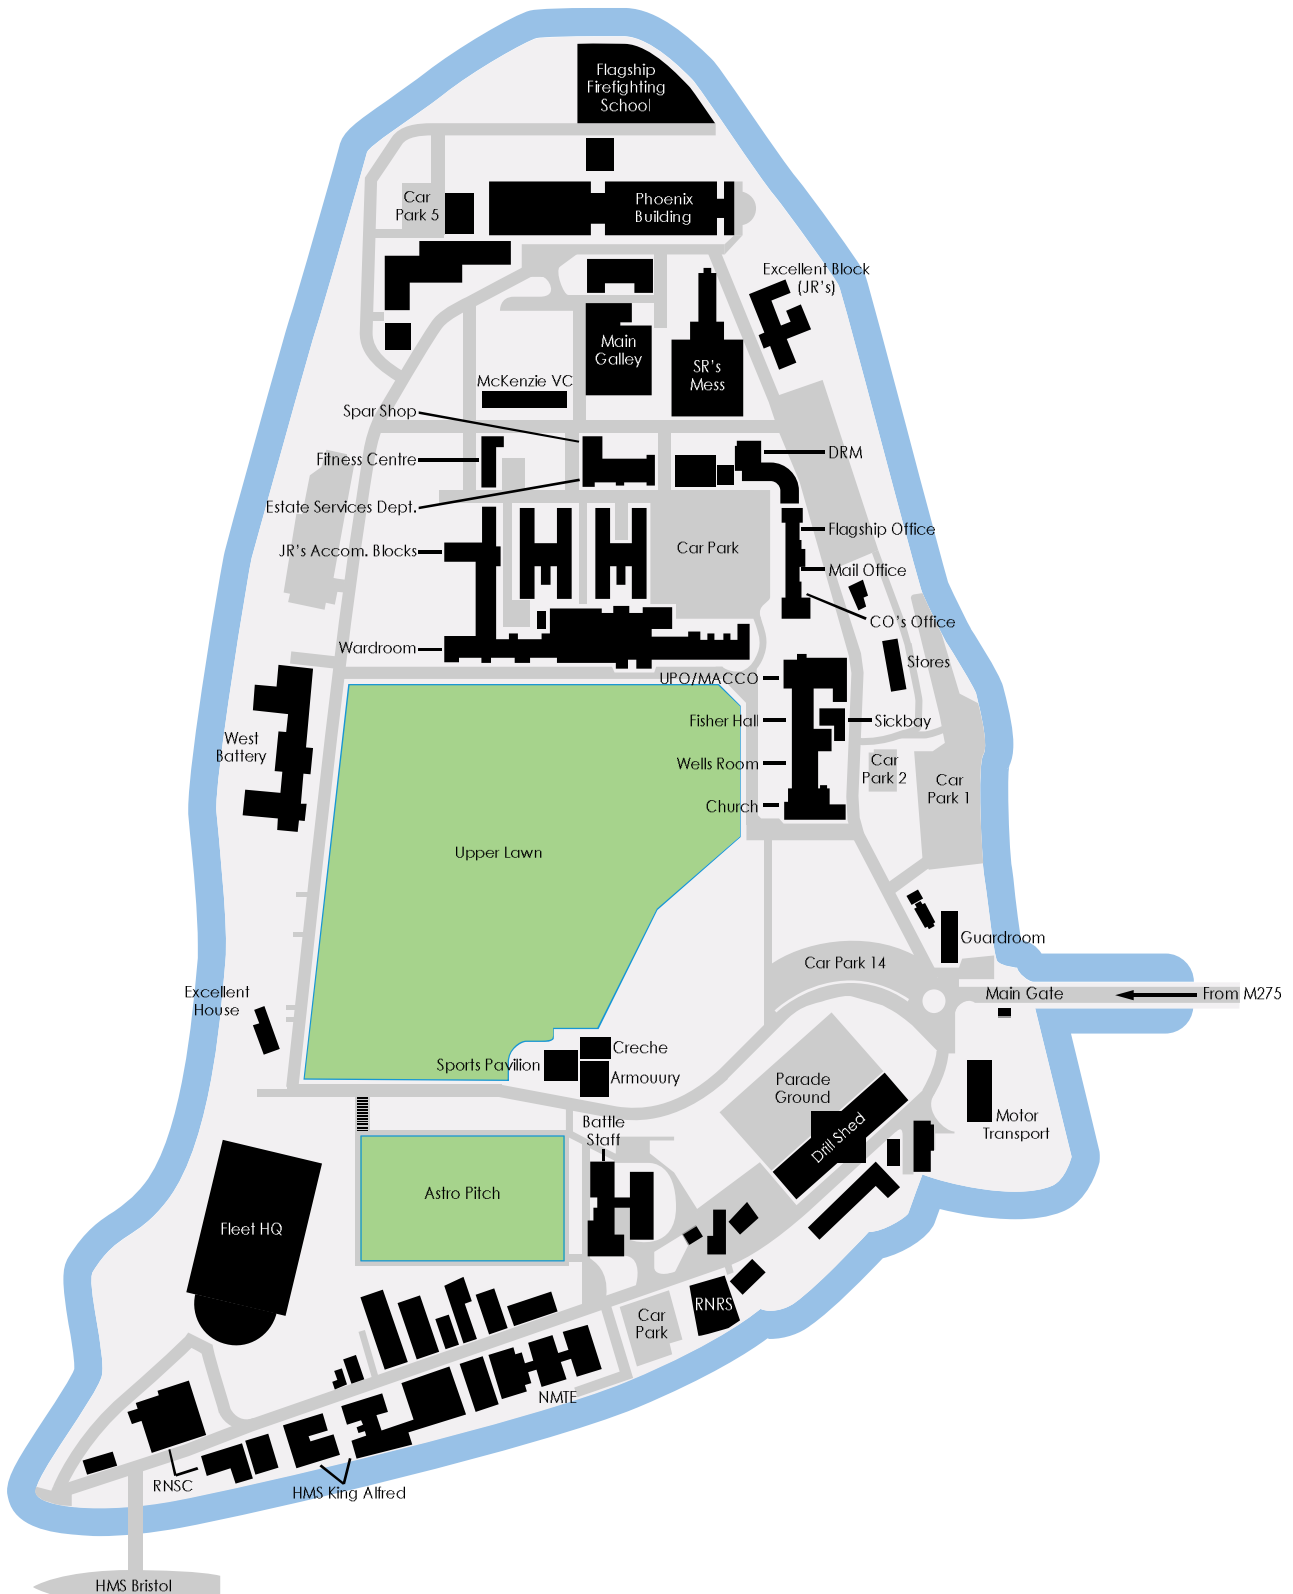 Flagship
Firefighting
School
Car
Park 5
Phoenix
Building
Excellent Block
(JR's)
Main
Galley
SR's
Mess
McKenzie VC
Spar Shop
Fitness Centre
DRM
Estate Services Dept.
Flagship Office
JR's Accom. Blocks
Car Park
Mail Office
CO's Office
Wardroom
Stores
UPO/MACCO
Fisher Hall
Sickbay
West
Battery
Wells Room
Car
Park 2
Car
Park 1
Church
Upper Lawn
Guardroom
Car Park 14
Excellent
House
Main Gate
From M275
Creche
Sports Pavilion
Armouury
Parade
Ground
Battle
Staff
Drill Shed
Motor
Transport
Astro Pitch
Fleet HQ
RNRS
Car
Park
NMTE
RNSC
HMS King Alfred
HMS Bristol